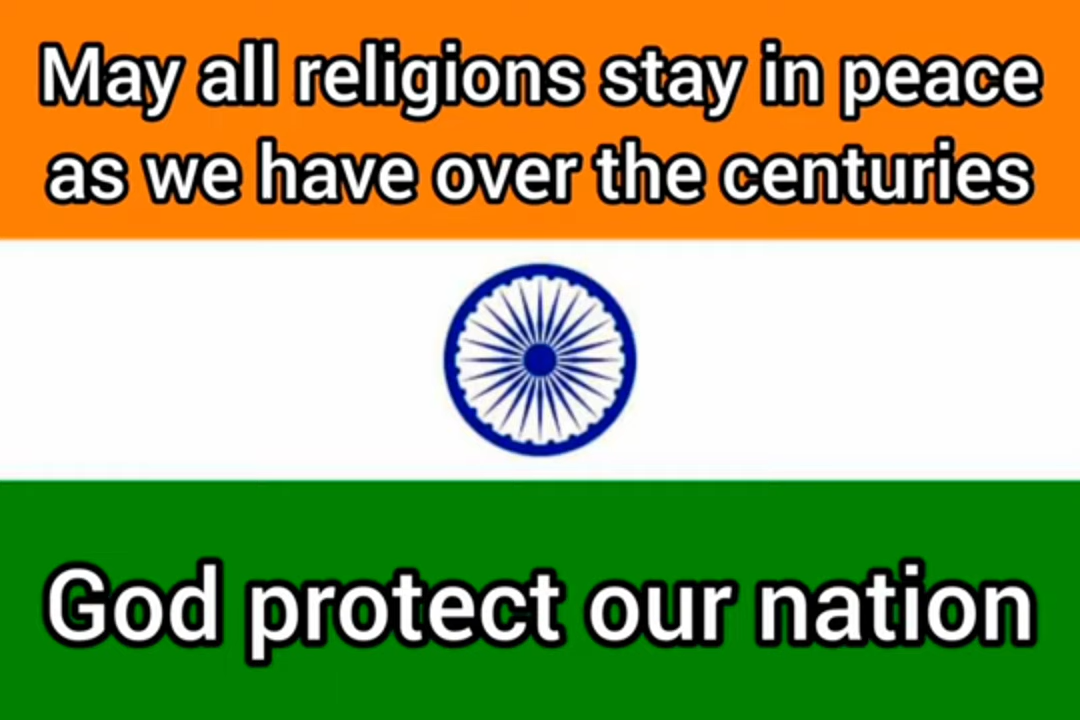 May all religions stay in peace
as we have over the centuries
God protect our nation